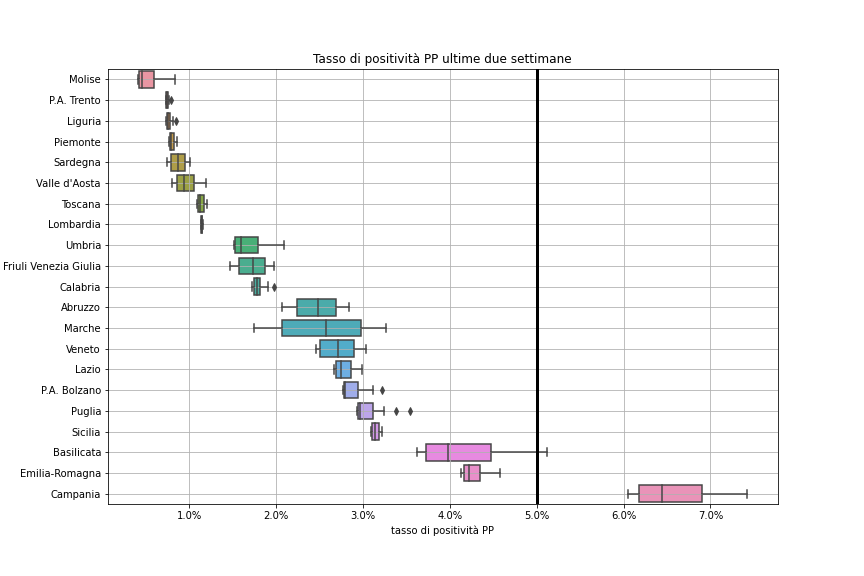 Tasso di positività PP ultime due settimane
Molise
P.A. Trento
Liguria
Piemonte
Sardegna
Valle d'Aosta
Toscana
Lombardia
Umbria
Friuli Venezia Giulia
Calabria
Abruzzo
Marche
Veneto
Lazio
P.A. Bolzano
Puglia
Sicilia
Basilicata
Emilia-Romagna
Campania
1.0% 2.0% 3.0% 4.0% 5.0% 6.0% 7.0%
tasso di positività PP